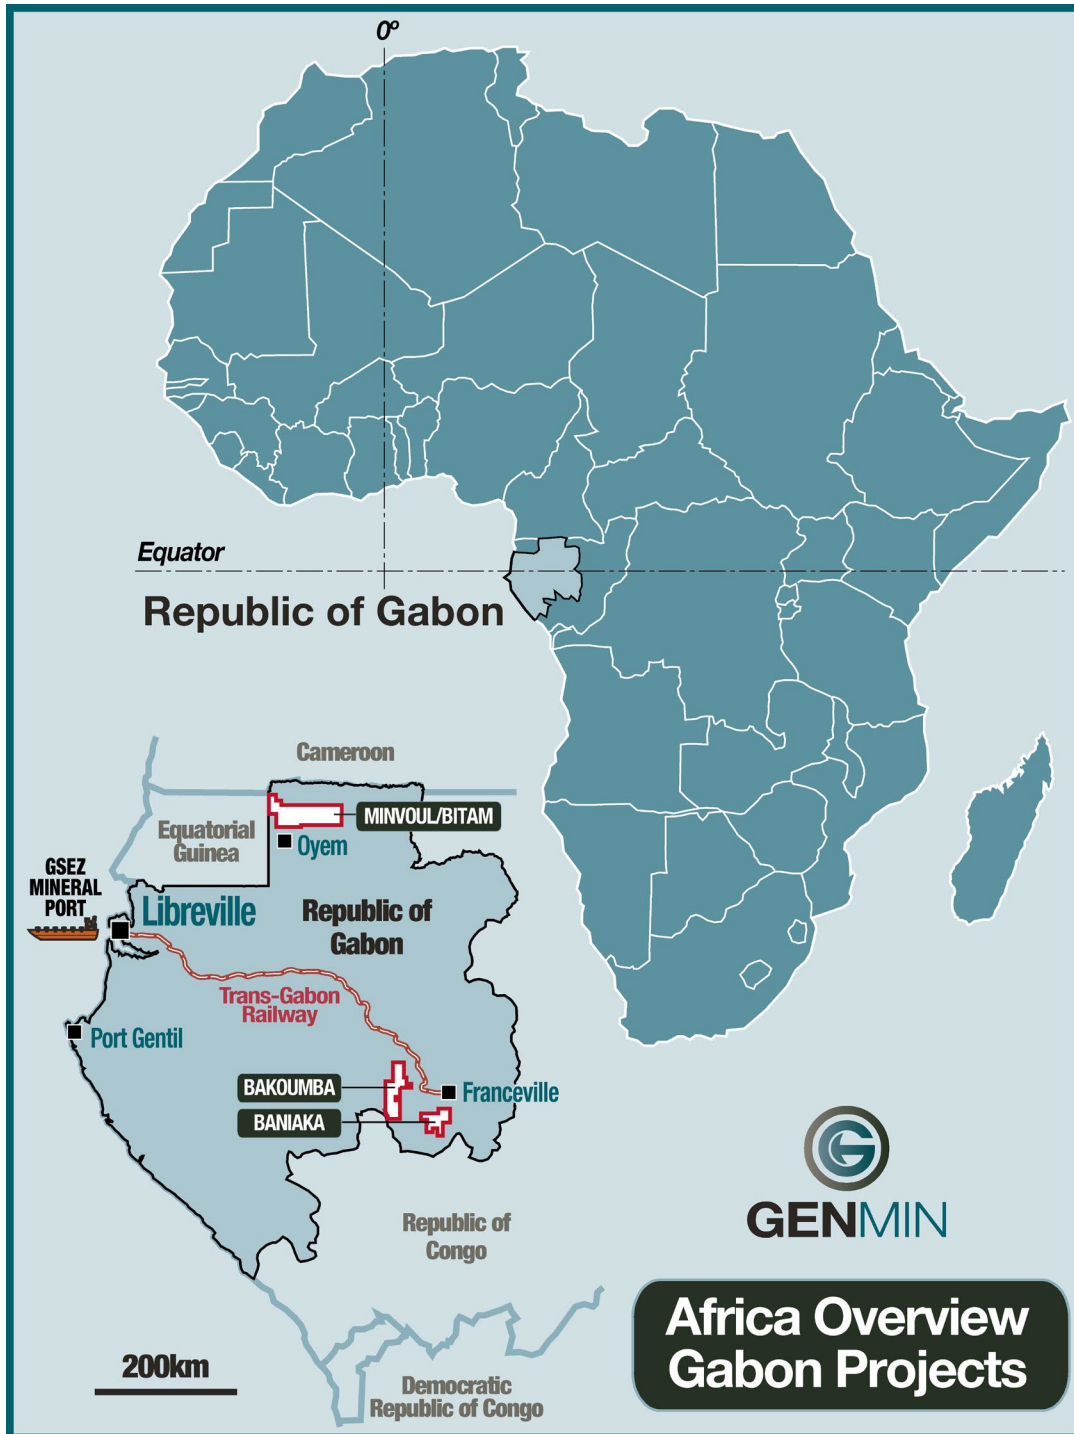 0º
Equator
Republic of Gabon
Cameroon
MINVOUL/BITAM
Equatorial
Guinea
Oyem
GSEZ
MINERAL
PORT
Libreville
Republic of
Gabon
Trans-Gabon
Railway
Port Gentil
BAKOUMBA
Franceville
BANIAKA
GENMIN
Republic of
Congo
Africa Overview
Gabon Projects
200km
Democratic
Republic of Congo